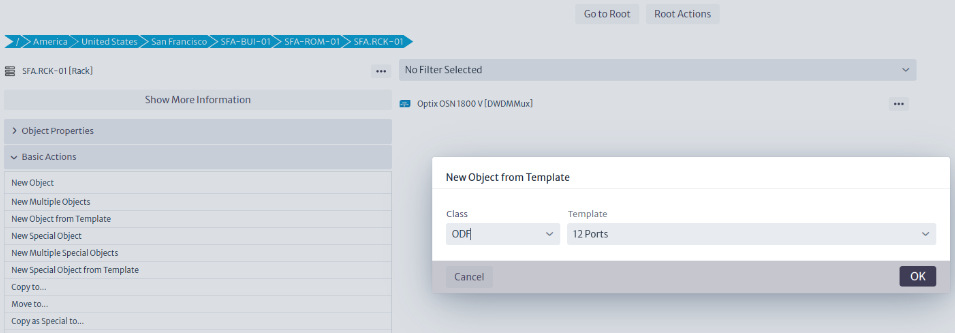 Go to Root Root Actions
/ America United States San Francisco SFA-BUI-01 SFA-ROM-01 SFA.RCK-01
SFA.RCK-01 [Rack]
No Filter Selected
Show More Information
Optix OSN 1800 V [DWDMMux]
Object Properties
Basic Actions
New Object
New Multiple Objects
New Object from Template
New Special Object
New Multiple Special Objects
New Special Object from Template
Copy to...
Move to...
Copy as Special to...
New Object from Template
Class Template
ODF 12 Ports
Cancel OK